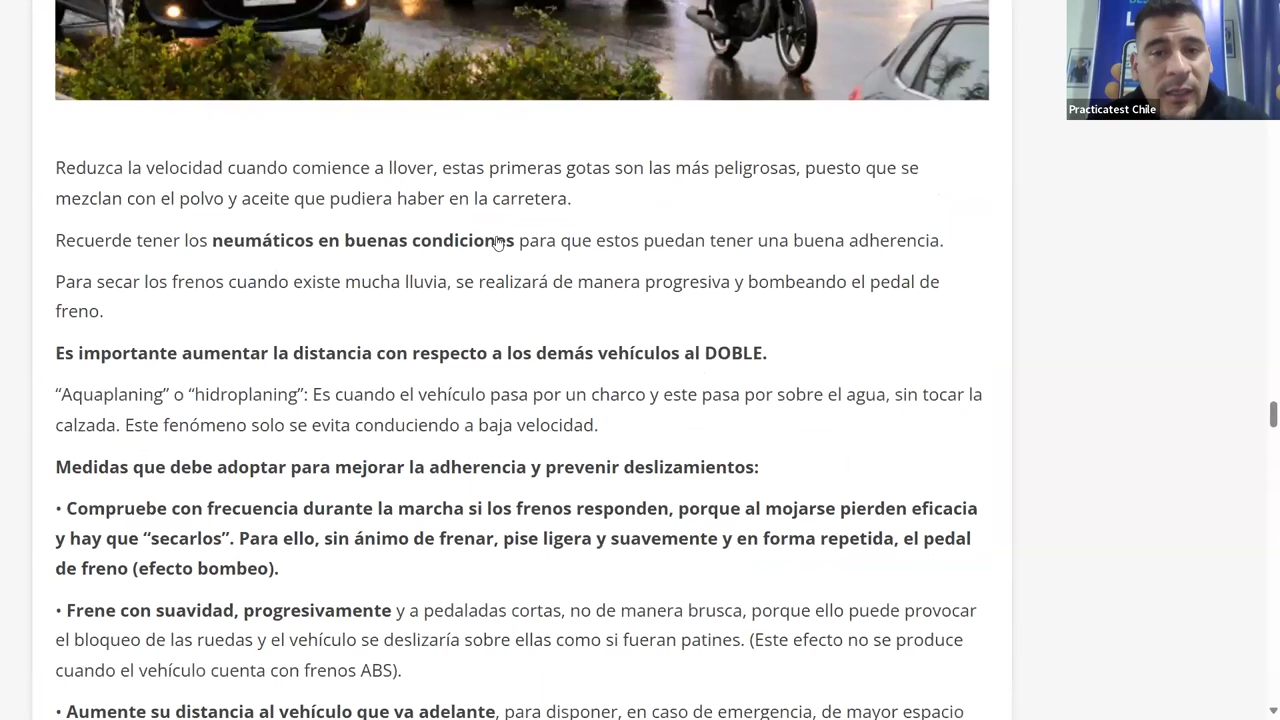 Practicatest Chile
Reduzca la velocidad cuando comience a llover, estas primeras gotas son las más peligrosas, puesto que se
mezclan con el polvo y aceite que pudiera haber en la carretera.
Recuerde tener los neumáticos en buenas condiciones para que estos puedan tener una buena adherencia.
Para secar los frenos cuando existe mucha lluvia, se realizará de manera progresiva y bombeando el pedal de
freno.
Es importante aumentar la distancia con respecto a los demás vehículos al DOBLE.
“Aquaplaning” o “hidroplaning”: Es cuando el vehículo pasa por un charco y este pasa por sobre el agua, sin tocar la
calzada. Este fenómeno solo se evita conduciendo a baja velocidad.
Medidas que debe adoptar para mejorar la adherencia y prevenir deslizamientos:
• Compruebe con frecuencia durante la marcha si los frenos responden, porque al mojarse pierden eficacia
y hay que “secarlos”. Para ello, sin ánimo de frenar, pise ligera y suavemente y en forma repetida, el pedal
de freno (efecto bombeo).
• Frene con suavidad, progresivamente y a pedaladas cortas, no de manera brusca, porque ello puede provocar
el bloqueo de las ruedas y el vehículo se deslizaría sobre ellas como si fueran patines. (Este efecto no se produce
cuando el vehículo cuenta con frenos ABS).
• Aumente su distancia al vehículo que va adelante, para disponer, en caso de emergencia, de mayor espacio